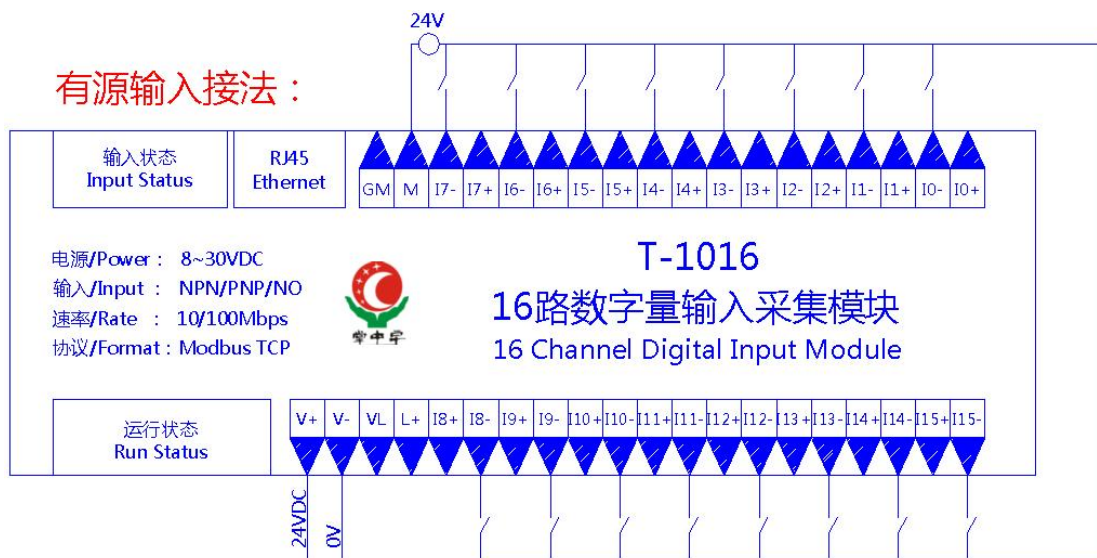 24V
有源输入接法：
输入状态
Input Status
RJ45
Ethernet
GM M I7- I7+ I6- I6+ I5- I5+ I4- I4+ I3- I3+ I2- I2+ I1- I1+ I0- I0+
电源/Power： 8~30VDC
输入/Input ： NPN/PNP/NO
速率/Rate ： 10/100Mbps
协议/Format：Modbus TCP
掌中宇
T-1016
16路数字量输入采集模块
16 Channel Digital Input Module
运行状态
Run Status
V+ V- VL L+ I8+ I8- I9+ I9- I10+ I10- I11+ I11- I12+ I12- I13+ I13- I14+ I14- I15+ I15-
24VDC
0V